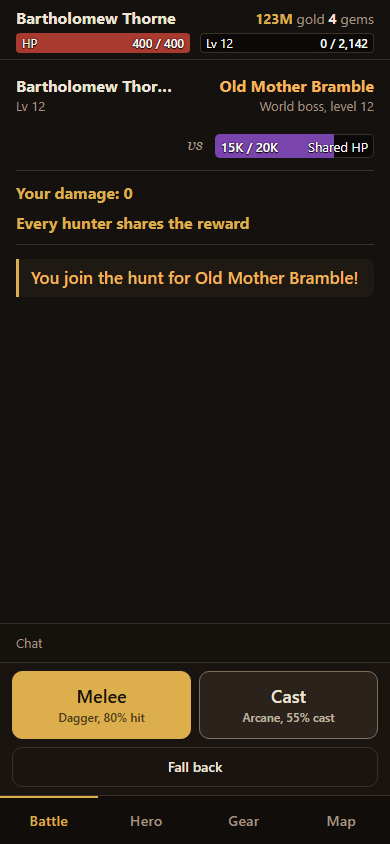 Bartholomew Thorne 123M gold 4 gems
HP 400 / 400 Lv 12 0 / 2,142
Bartholomew Thor... Old Mother Bramble
Lv 12 World boss, level 12
vs 15K / 20K Shared HP
Your damage: 0
Every hunter shares the reward
You join the hunt for Old Mother Bramble!
Chat
Melee Cast
Dagger, 80% hit Arcane, 55% cast
Fall back
Battle Hero Gear Map